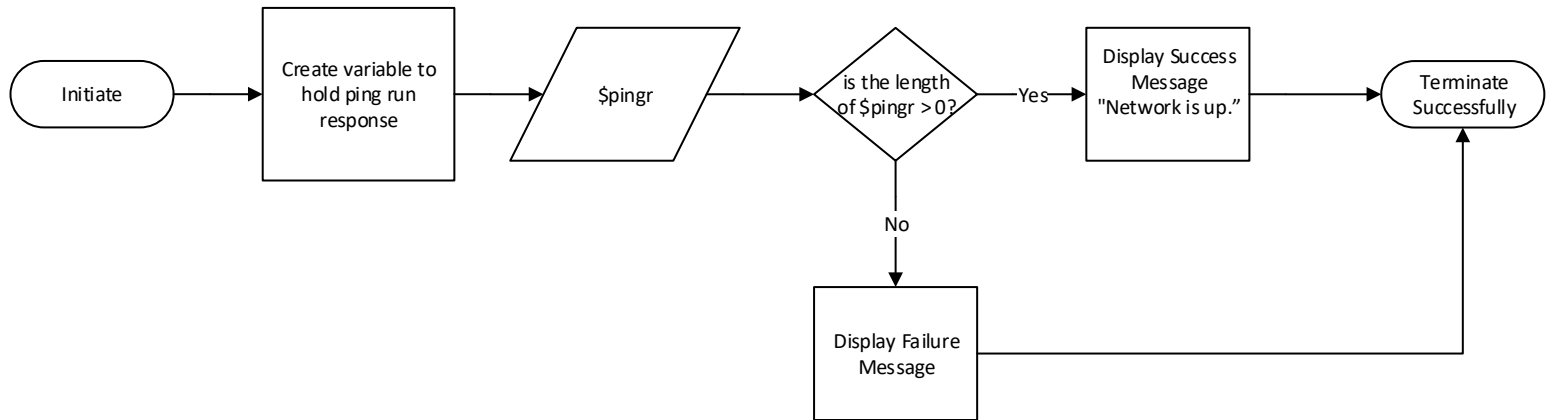 Initiate
Create variable to
hold ping run
response
$pingr
is the length
of $pingr >0?
Yes
Display Success
Message
"Network is up.”
Terminate
Successfully
No
Display Failure
Message